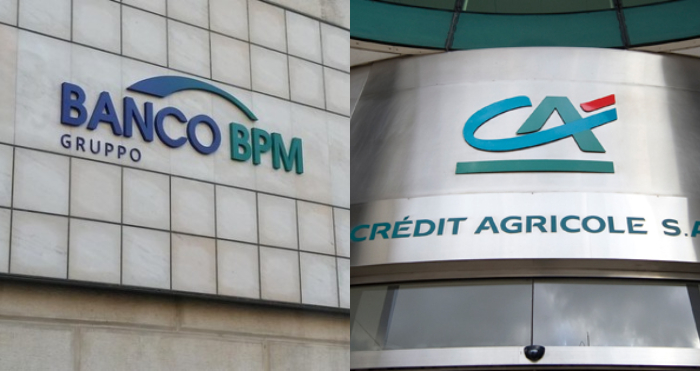 BANCO BPM
GRUPPO
CA
CRÉDIT AGRICOLE S.A